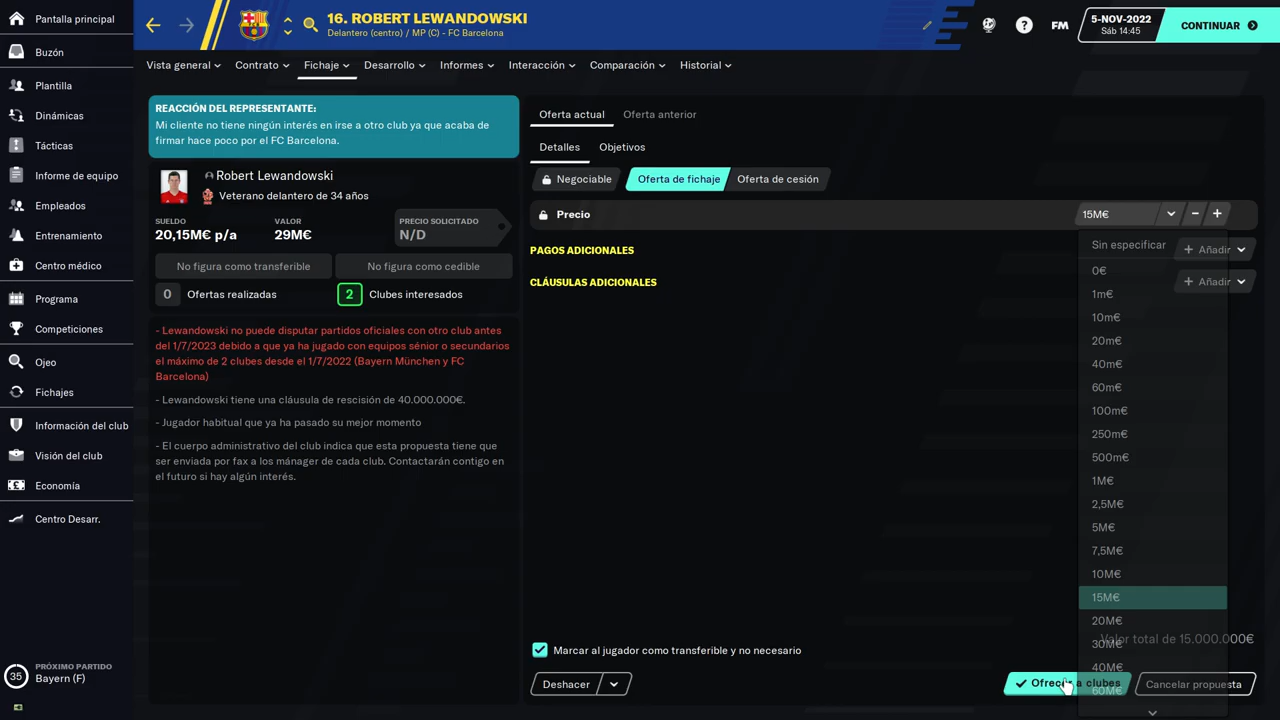 Pantalla principal
Buzón
Plantilla
Dinámicas
Tácticas
Informe de equipo
Empleados
Entrenamiento
Centro médico
Programa
Competiciones
Ojeo
Fichajes
Información del club
Visión del club
Economía
Centro Desarr.
35
PRÓXIMO PARTIDO
Bayern (F)
16. ROBERT LEWANDOWSKI
Delantero (centro) / MP (C) - FC Barcelona
FM
5-NOV-2022
Sáb 14:45
CONTINUAR
Vista general
Contrato
Fichaje
Desarrollo
Informes
Interacción
Comparación
Historial
REACCIÓN DEL REPRESENTANTE:
Mi cliente no tiene ningún interés en irse a otro club ya que acaba de
firmar hace poco por el FC Barcelona.
Robert Lewandowski
Veterano delantero de 34 años
SUELDO
20,15M€ p/a
VALOR
29M€
PRECIO SOLICITADO
N/D
No figura como transferible
No figura como cedible
0 Ofertas realizadas
2 Clubes interesados
- Lewandowski no puede disputar partidos oficiales con otro club antes
del 1/7/2023 debido a que ya ha jugado con equipos sénior o secundarios
el máximo de 2 clubes desde el 1/7/2022 (Bayern München y FC
Barcelona)
- Lewandowski tiene una cláusula de rescisión de 40.000.000€.
- Jugador habitual que ya ha pasado su mejor momento
- El cuerpo administrativo del club indica que esta propuesta tiene que
ser enviada por fax a los mánager de cada club. Contactarán contigo en
el futuro si hay algún interés.
Oferta actual
Oferta anterior
Detalles
Objetivos
Negociable
Oferta de fichaje
Oferta de cesión
Precio
15M€
PAGOS ADICIONALES
Añadir
CLÁUSULAS ADICIONALES
Añadir
Sin especificar
0€
1m€
10m€
20m€
40m€
60m€
100m€
250m€
500m€
1M€
2,5M€
5M€
7,5M€
10M€
15M€
20M€
30M€
40M€
60M€
Valor total de 15.000.000€
Marcar al jugador como transferible y no necesario
Deshacer
Ofrecer a clubes
Cancelar propuesta